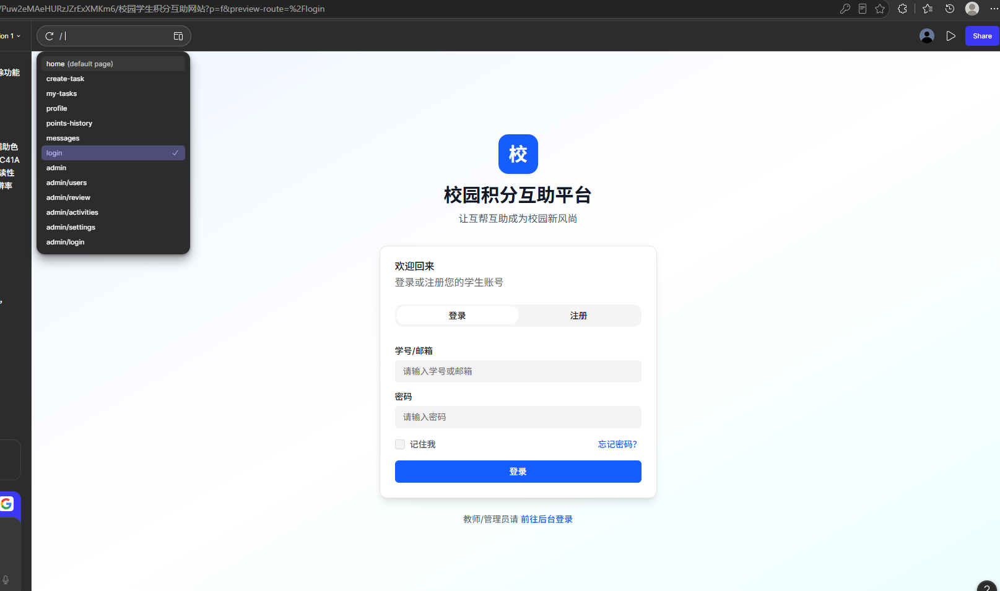 /Puw2eMAeHURzJZrExXMKm6/校园学生积分互助网站?p=f&preview-route=%2Flogin
ion 1
/
Share
home (default page)
create-task
my-tasks
profile
points-history
messages
login
admin
admin/users
admin/review
admin/activities
admin/settings
admin/login
除功能
辅助色
C41A
读性
辨率
，
校
校园积分互助平台
让互帮互助成为校园新风尚
欢迎回来
登录或注册您的学生账号
登录
注册
学号/邮箱
请输入学号或邮箱
密码
请输入密码
记住我
忘记密码?
登录
教师/管理员请 前往后台登录
?